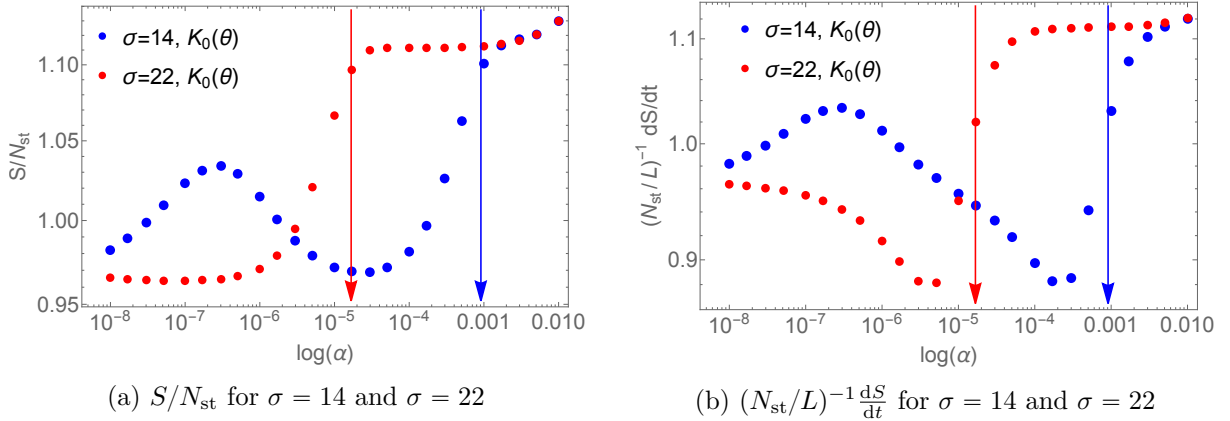 S/N_st
σ=14, K₀(θ)
σ=22, K₀(θ)
1.10
1.05
1.00
0.95
10⁻⁸ 10⁻⁷ 10⁻⁶ 10⁻⁵ 10⁻⁴ 0.001 0.010
log(α)
(a) S/N_st for σ = 14 and σ = 22
(N_st/L)⁻¹ dS/dt
σ=14, K₀(θ)
σ=22, K₀(θ)
1.1
1.0
0.9
10⁻⁸ 10⁻⁷ 10⁻⁶ 10⁻⁵ 10⁻⁴ 0.001 0.010
log(α)
(b) (N_st/L)⁻¹ dS/dt for σ = 14 and σ = 22